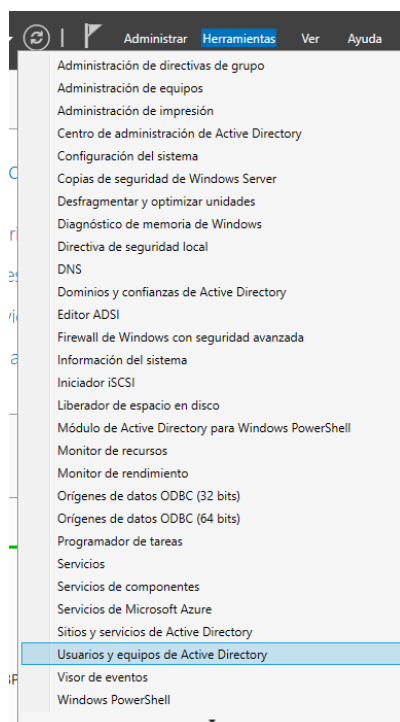 Administrar Herramientas Ver Ayuda
Administración de directivas de grupo
Administración de equipos
Administración de impresión
Centro de administración de Active Directory
Configuración del sistema
Copias de seguridad de Windows Server
Desfragmentar y optimizar unidades
Diagnóstico de memoria de Windows
Directiva de seguridad local
DNS
Dominios y confianzas de Active Directory
Editor ADSI
Firewall de Windows con seguridad avanzada
Información del sistema
Iniciador iSCSI
Liberador de espacio en disco
Módulo de Active Directory para Windows PowerShell
Monitor de recursos
Monitor de rendimiento
Orígenes de datos ODBC (32 bits)
Orígenes de datos ODBC (64 bits)
Programador de tareas
Servicios
Servicios de componentes
Servicios de Microsoft Azure
Sitios y servicios de Active Directory
Usuarios y equipos de Active Directory
Visor de eventos
Windows PowerShell